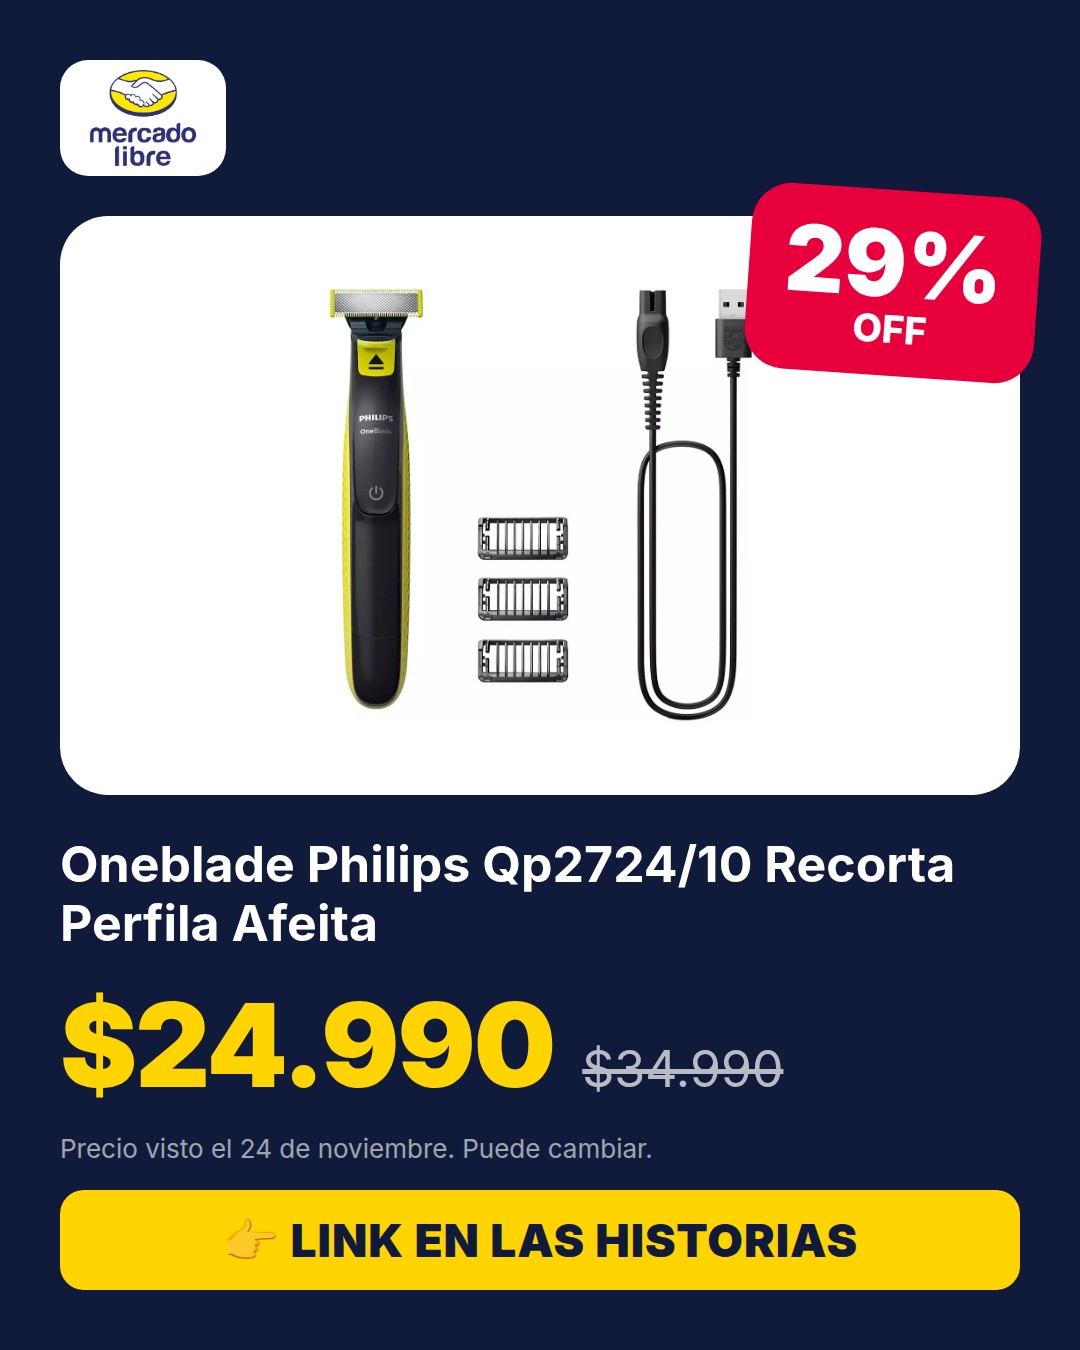 mercado
libre
29%
OFF
PHILIPS
OneBlade
Oneblade Philips Qp2724/10 Recorta
Perfila Afeita
$24.990 $34.990
Precio visto el 24 de noviembre. Puede cambiar.
👉 LINK EN LAS HISTORIAS